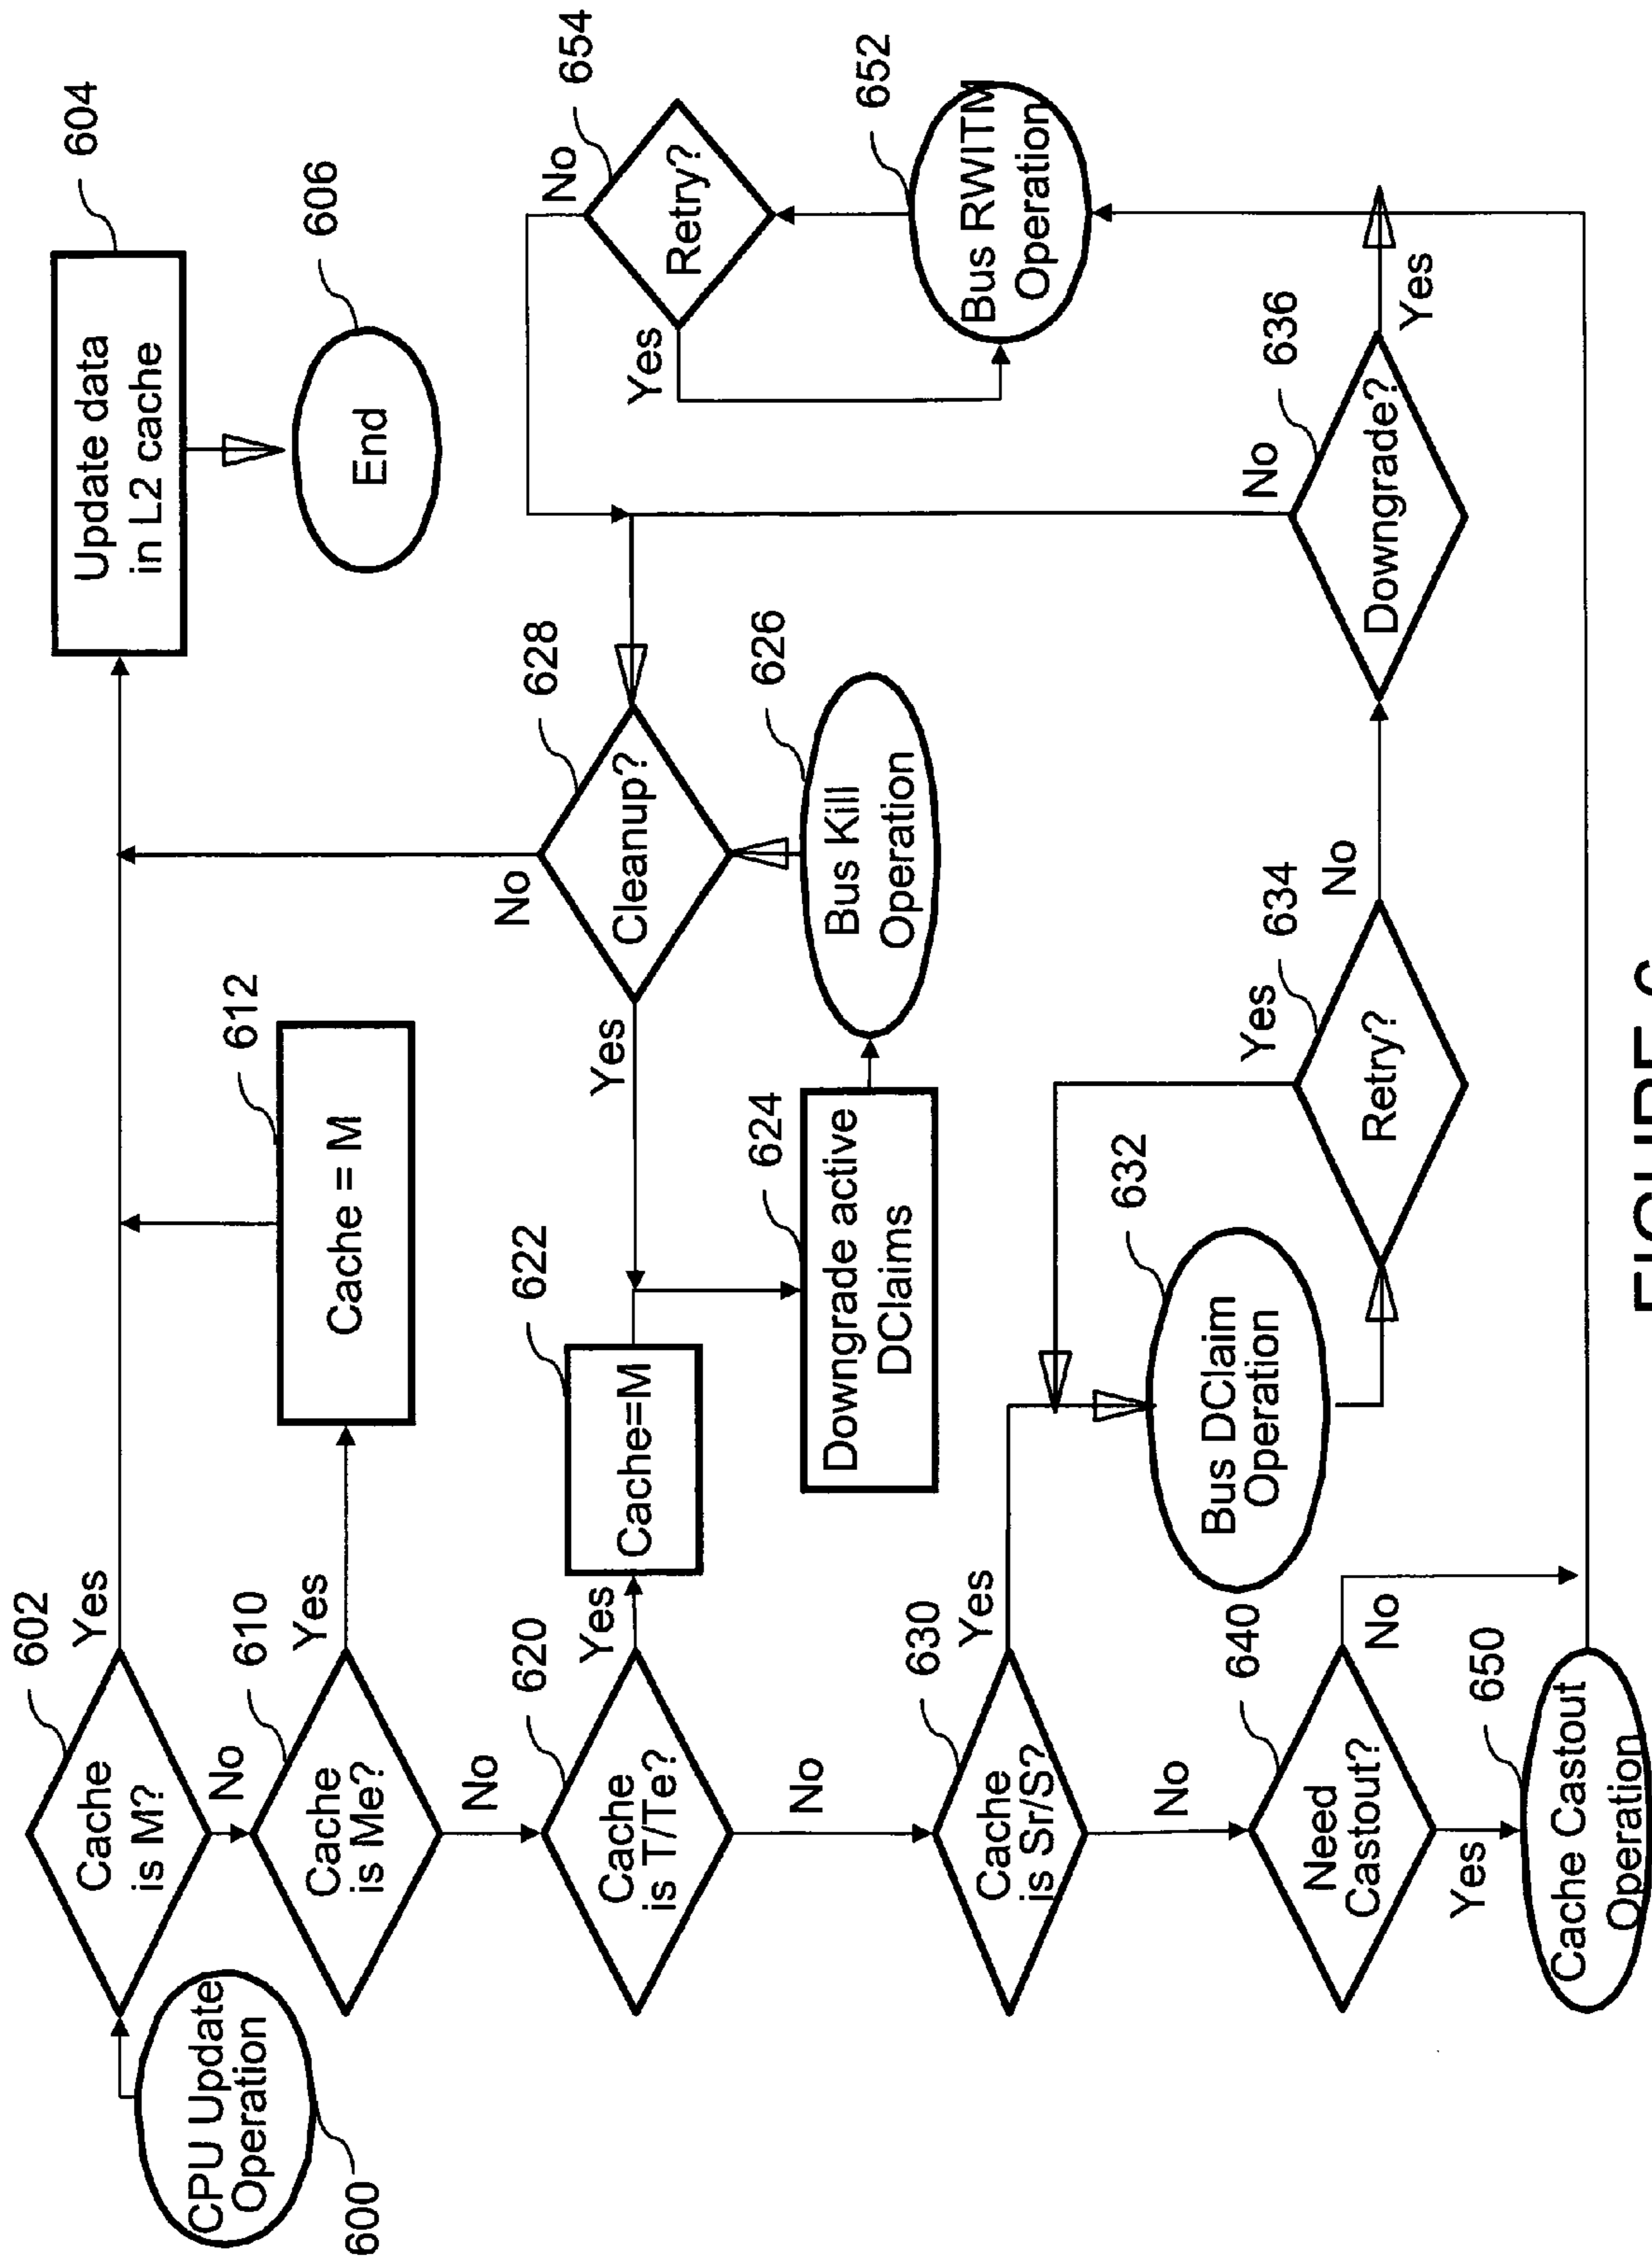 600
CPU Update
Operation
602
Cache
is M?
Yes
No
604
Update data
in L2 cache
606
End
610
Cache
is Me?
Yes
No
612
Cache = M
620
Cache
is T/Te?
Yes
No
622
Cache=M
624
Downgrade active
DClaims
626
Bus Kill
Operation
628
Cleanup?
Yes
No
630
Cache
is Sr/S?
Yes
No
632
Bus DClaim
Operation
634
Retry?
Yes
No
636
Downgrade?
No
Yes
640
Need
Castout?
No
Yes
650
Cache Castout
Operation
652
Bus RWITM
Operation
654
Retry?
No
Yes